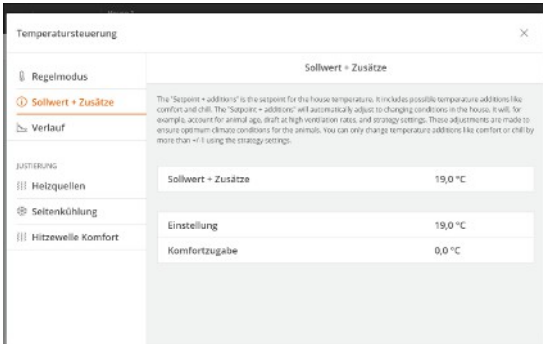 Temperatursteuerung
Regelmodus
Sollwert + Zusätze
Verlauf
JUSTIERUNG
Heizquellen
Seitenkühlung
Hitzewelle Komfort
Sollwert + Zusätze
The "Setpoint + additions" is the setpoint for the house temperature. It includes possible temperature additions like
comfort and chill. The "Setpoint + additions" will automatically adjust to changing conditions in the house. It will, for
example, account for animal age, draft at high ventilation rates, and strategy settings. These adjustments are made to
ensure optimum climate conditions for the animals. You can only change temperature additions like comfort or chill by
more than +/-1 using the strategy settings.
Sollwert + Zusätze 19,0 °C
Einstellung 19,0 °C
Komfortzugabe 0,0 °C